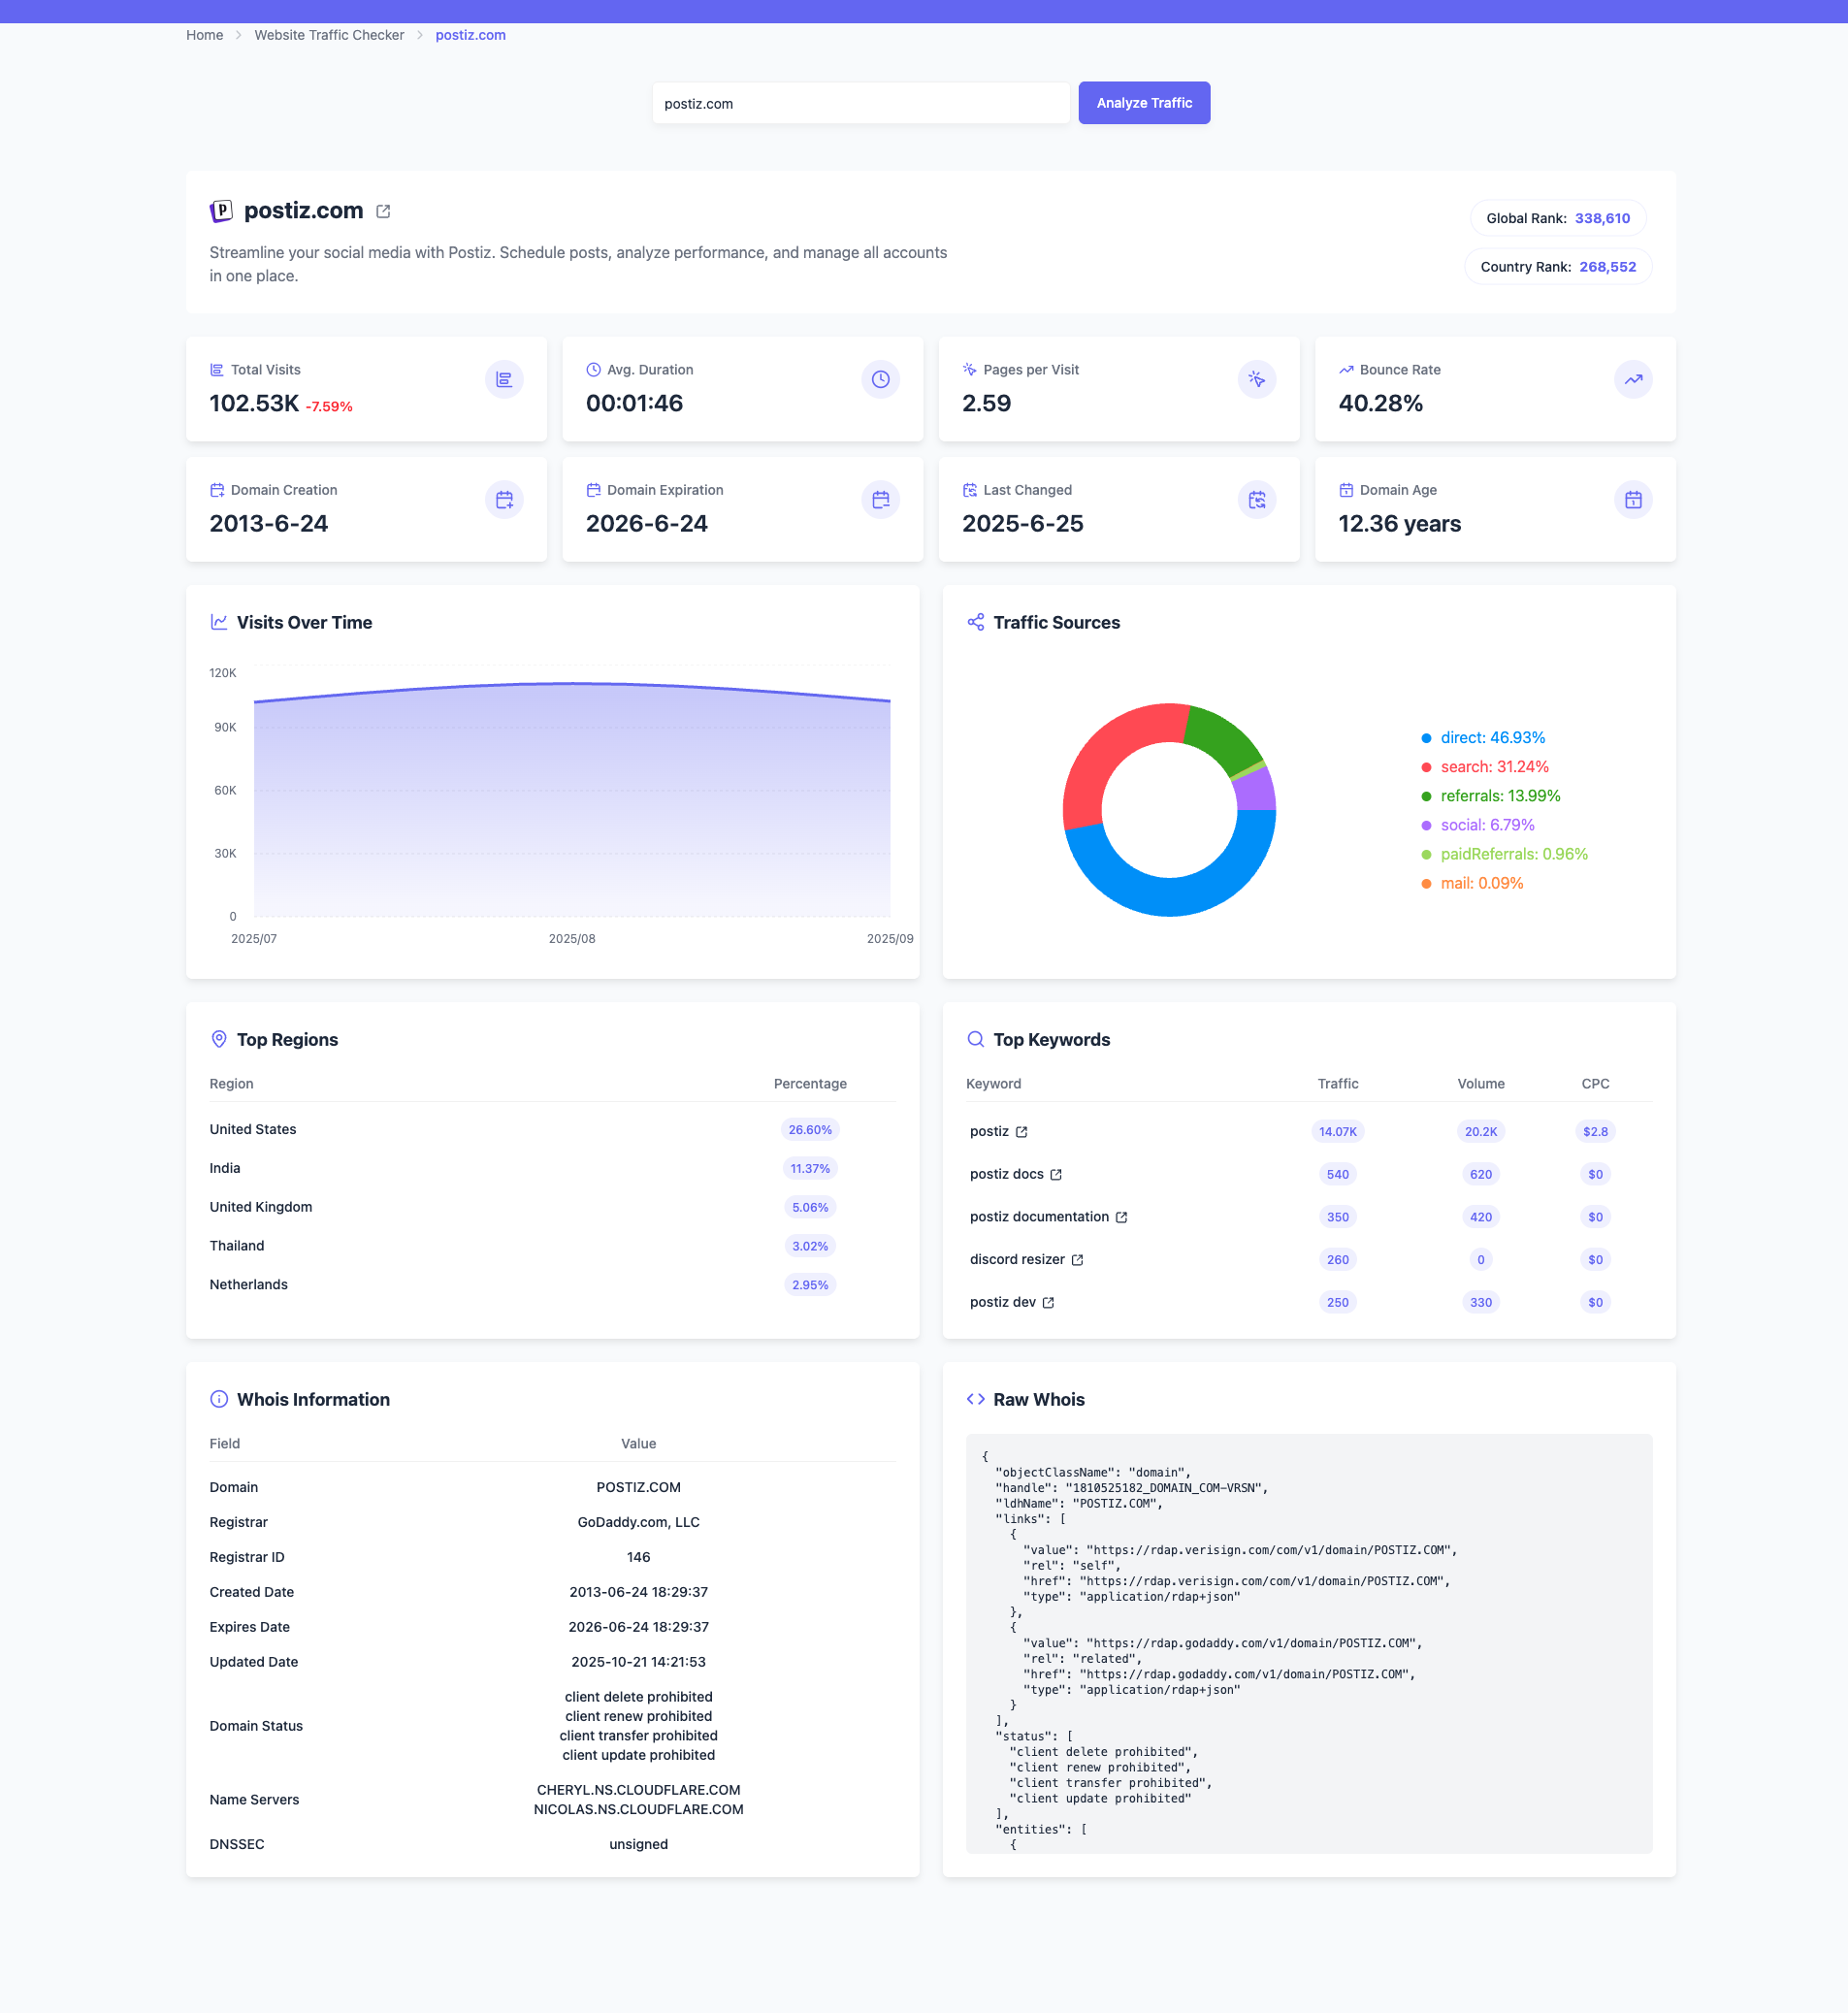 Home > Website Traffic Checker > postiz.com
postiz.com
Analyze Traffic
P
postiz.com
Streamline your social media with Postiz. Schedule posts, analyze performance, and manage all accounts
in one place.
Global Rank: 338,610
Country Rank: 268,552
Total Visits
102.53K -7.59%
Avg. Duration
00:01:46
Pages per Visit
2.59
Bounce Rate
40.28%
Domain Creation
2013-6-24
Domain Expiration
2026-6-24
Last Changed
2025-6-25
Domain Age
12.36 years
Visits Over Time
120K
90K
60K
30K
0
2025/07 2025/08 2025/09
Traffic Sources
direct: 46.93%
search: 31.24%
referrals: 13.99%
social: 6.79%
paidReferrals: 0.96%
mail: 0.09%
Top Regions
Region Percentage
United States 26.60%
India 11.37%
United Kingdom 5.06%
Thailand 3.02%
Netherlands 2.95%
Top Keywords
Keyword Traffic Volume CPC
postiz 14.07K 20.2K $2.8
postiz docs 540 620 $0
postiz documentation 350 420 $0
discord resizer 260 0 $0
postiz dev 250 330 $0
Whois Information
Field Value
Domain POSTIZ.COM
Registrar GoDaddy.com, LLC
Registrar ID 146
Created Date 2013-06-24 18:29:37
Expires Date 2026-06-24 18:29:37
Updated Date 2025-10-21 14:21:53
Domain Status
client delete prohibited
client renew prohibited
client transfer prohibited
client update prohibited
Name Servers
CHERYL.NS.CLOUDFLARE.COM
NICOLAS.NS.CLOUDFLARE.COM
DNSSEC unsigned
Raw Whois
{
"objectClassName": "domain",
"handle": "1810525182_DOMAIN_COM-VRSN",
"ldhName": "POSTIZ.COM",
"links": [
{
"value": "https://rdap.verisign.com/com/v1/domain/POSTIZ.COM",
"rel": "self",
"href": "https://rdap.verisign.com/com/v1/domain/POSTIZ.COM",
"type": "application/rdap+json"
},
{
"value": "https://rdap.godaddy.com/v1/domain/POSTIZ.COM",
"rel": "related",
"href": "https://rdap.godaddy.com/v1/domain/POSTIZ.COM",
"type": "application/rdap+json"
}
],
"status": [
"client delete prohibited",
"client renew prohibited",
"client transfer prohibited",
"client update prohibited"
],
"entities": [
{